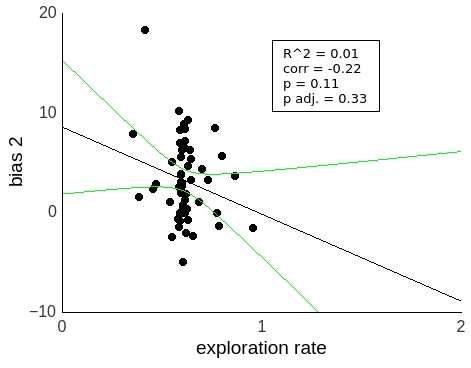 20
R^2 = 0.01
corr = -0.22
p = 0.11
p adj. = 0.33
10
bias 2
0
−10
0
1
2
exploration rate